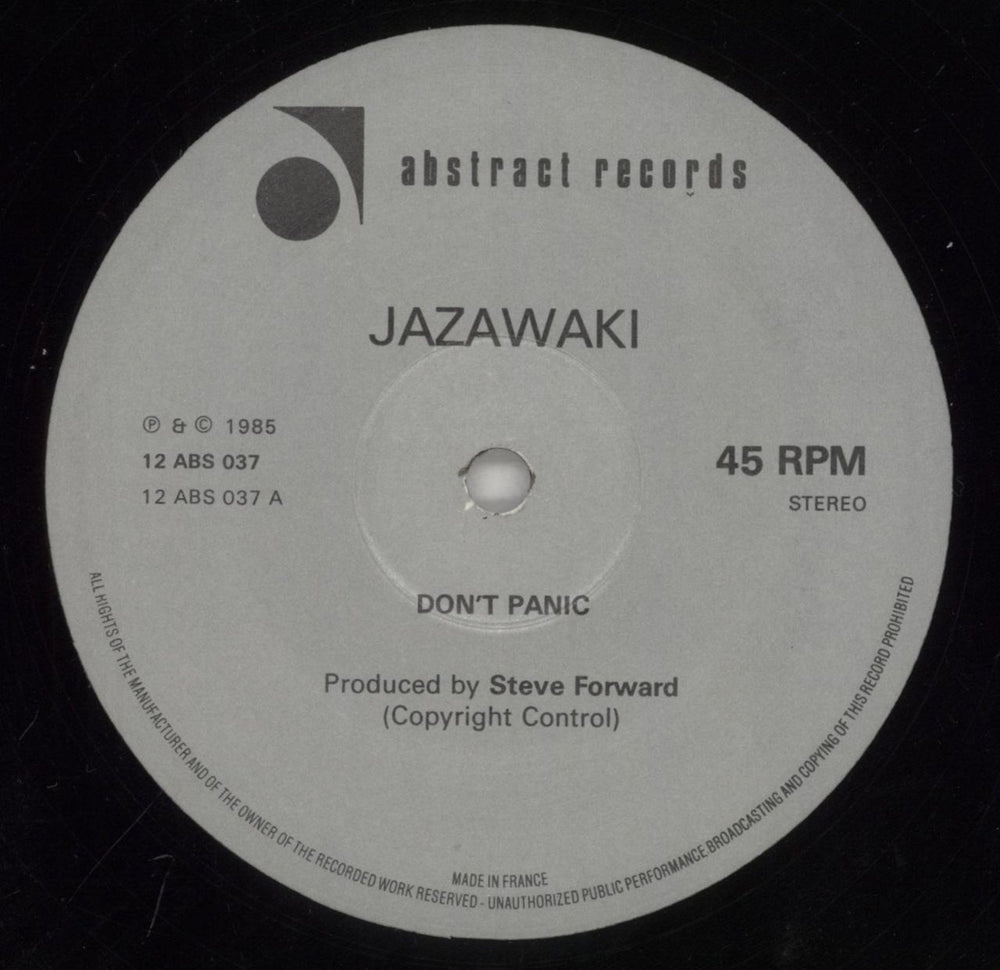 abstract records
JAZAWAKI
℗ & © 1985
12 ABS 037
12 ABS 037 A
45 RPM
STEREO
DON'T PANIC
Produced by Steve Forward
(Copyright Control)
MADE IN FRANCE
ALL RIGHTS OF THE MANUFACTURER AND OF THE OWNER OF THE RECORDED WORK RESERVED - UNAUTHORIZED PUBLIC PERFORMANCE BROADCASTING AND COPYING OF THIS RECORD PROHIBITED